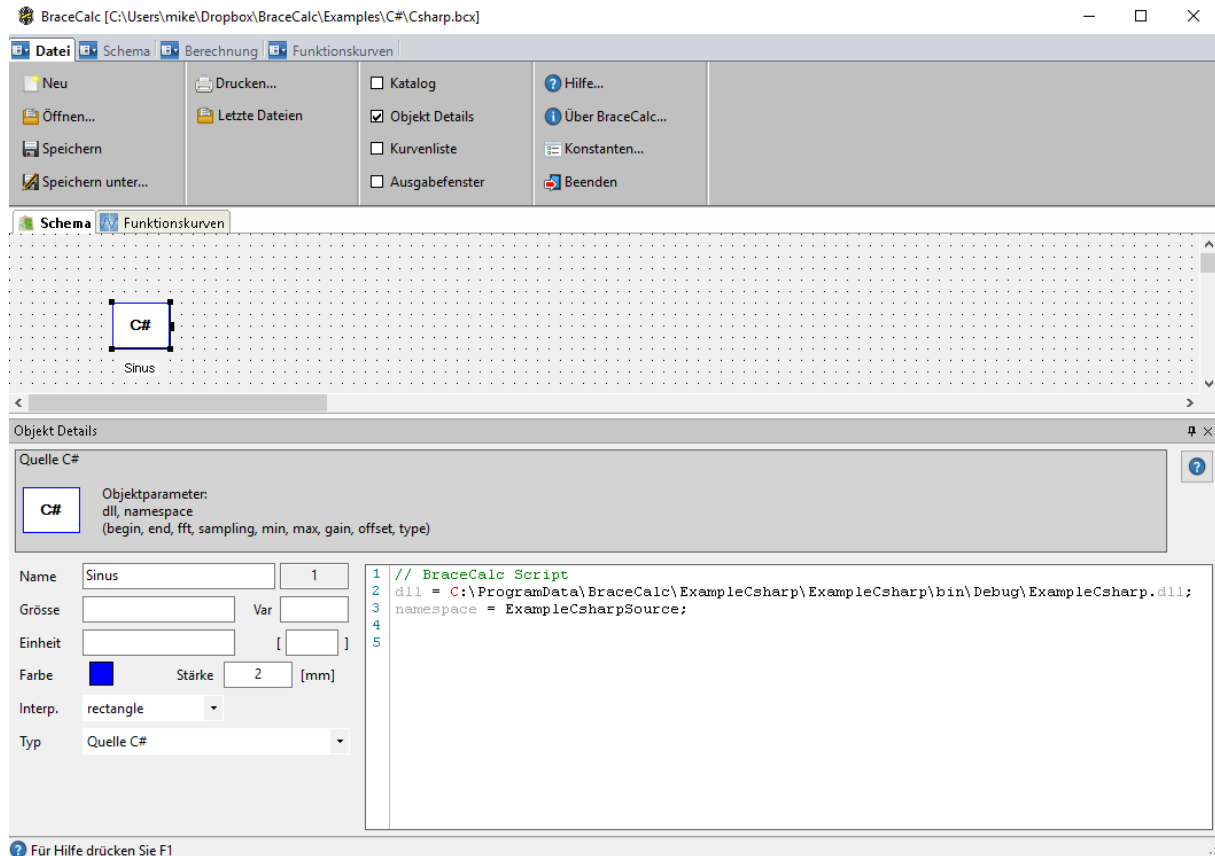 BraceCalc [C:\Users\mike\Dropbox\BraceCalc\Examples\C#\Csharp.bcx]
Datei Schema Berechnung Funktionskurven
Neu Drucken... Katalog Hilfe...
Öffnen... Letzte Dateien Objekt Details Über BraceCalc...
Speichern Kurvenliste Konstanten...
Speichern unter... Ausgabefenster Beenden
Schema Funktionskurven
C#
Sinus
Objekt Details
Quelle C#
C#
Objektparameter:
dll, namespace
(begin, end, fft, sampling, min, max, gain, offset, type)
Name Sinus 1
Grösse Var
Einheit [ ]
Farbe Stärke 2 [mm]
Interp. rectangle
Typ Quelle C#
1 // BraceCalc Script
2 dll = C:\ProgramData\BraceCalc\ExampleCsharp\ExampleCsharp\bin\Debug\ExampleCsharp.dll;
3 namespace = ExampleCsharpSource;
4
5
Für Hilfe drücken Sie F1